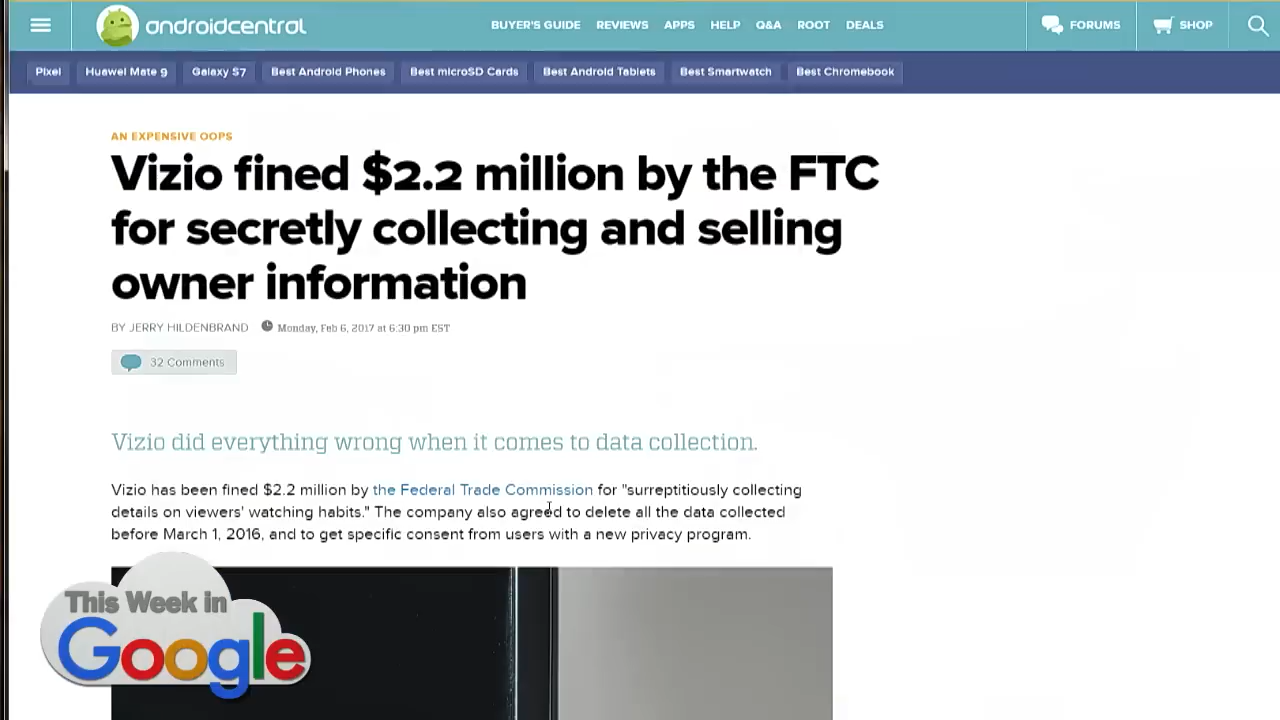 androidcentral
BUYER'S GUIDE REVIEWS APPS HELP Q&A ROOT DEALS
FORUMS
SHOP
Pixel Huawei Mate 9 Galaxy S7 Best Android Phones Best microSD Cards Best Android Tablets Best Smartwatch Best Chromebook
AN EXPENSIVE OOPS
Vizio fined $2.2 million by the FTC
for secretly collecting and selling
owner information
BY JERRY HILDENBRAND Monday, Feb 6, 2017 at 6:30 pm EST
32 Comments
Vizio did everything wrong when it comes to data collection.
Vizio has been fined $2.2 million by the Federal Trade Commission for "surreptitiously collecting
details on viewers' watching habits." The company also agreed to delete all the data collected
before March 1, 2016, and to get specific consent from users with a new privacy program.
This Week in
Google